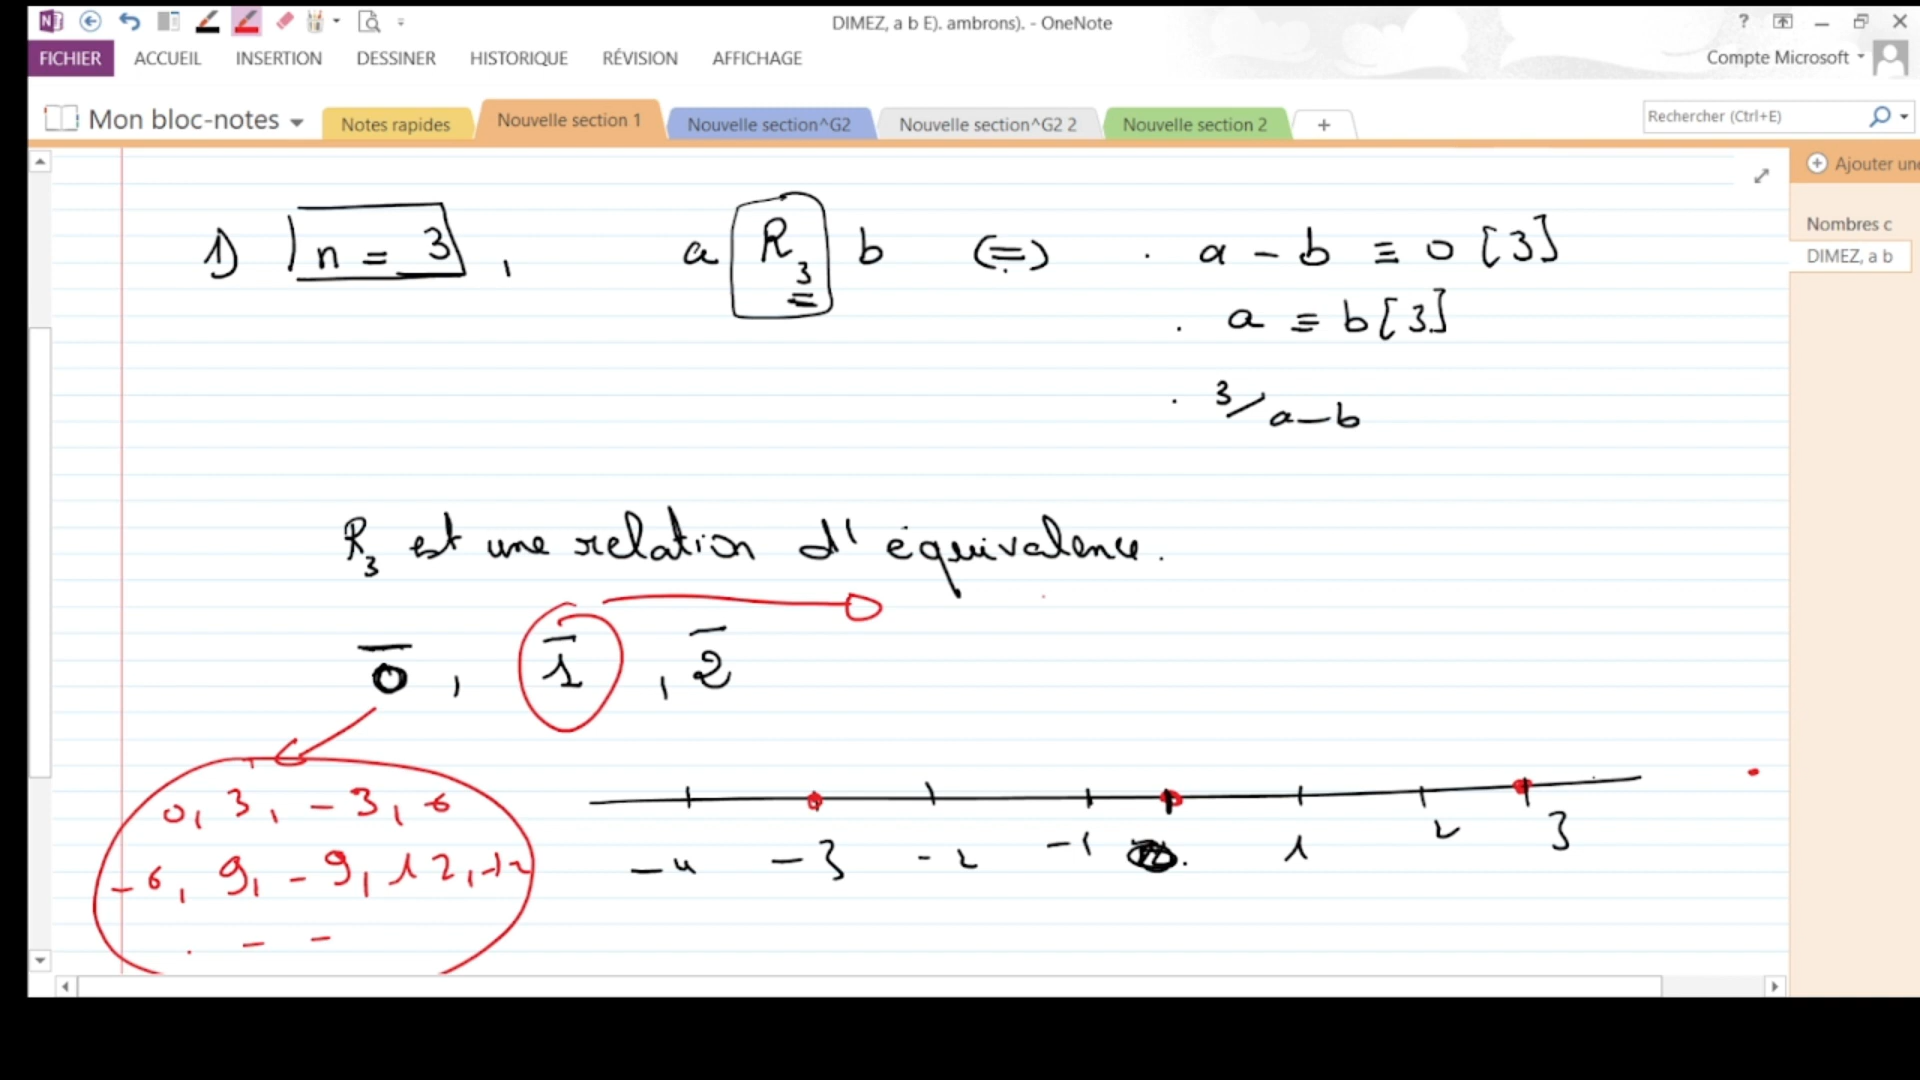 DIMEZ, a b E). ambrons). - OneNote
FICHIER ACCUEIL INSERTION DESSINER HISTORIQUE RÉVISION AFFICHAGE
Compte Microsoft
Mon bloc-notes Notes rapides Nouvelle section 1 Nouvelle section^G2 Nouvelle section^G2 2 Nouvelle section 2 +
Rechercher (Ctrl+E)
Ajouter une
Nombres c
DIMEZ, a b
1) n = 3, a R₃ b (=) . a - b ≡ 0 [3]
. a ≡ b[3]
. 3/a-b
R₃ est une relation d'équivalence.
0̅, 1̅, 2̅
0, 3, -3, 6
-6, 9, -9, 12, -12
. - -
-4 -3 -2 -1 1 2 3